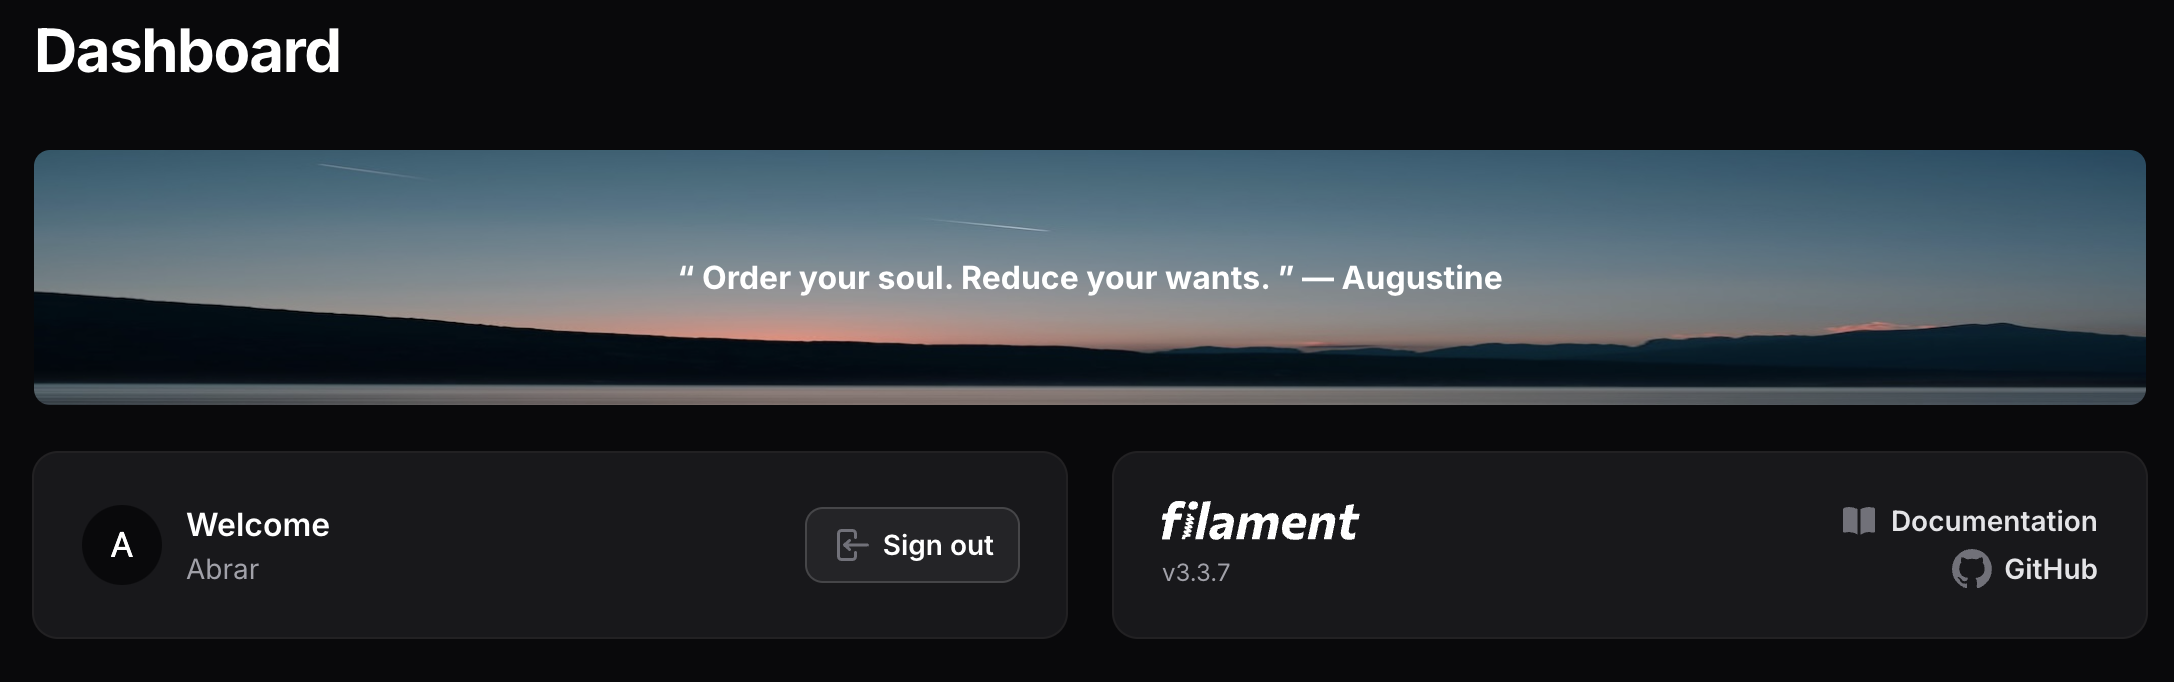 Dashboard
“ Order your soul. Reduce your wants. ” — Augustine
A
Welcome
Abrar
Sign out
filament
v3.3.7
Documentation
GitHub